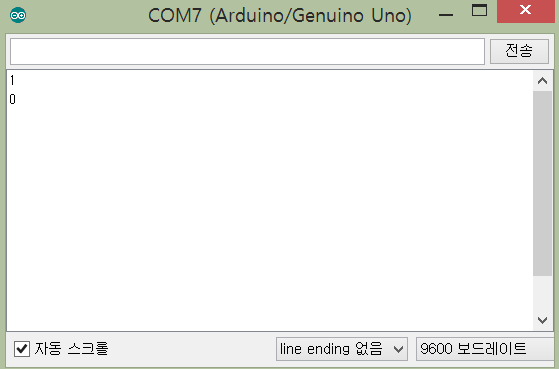 COM7 (Arduino/Genuino Uno)
전송
1
0
자동 스크롤
line ending 없음
9600 보드레이트